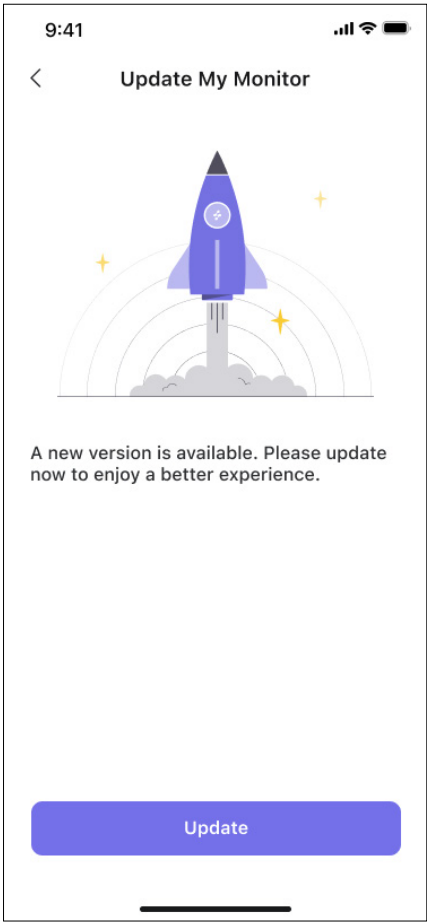 9:41
Update My Monitor
A new version is available. Please update
now to enjoy a better experience.
Update